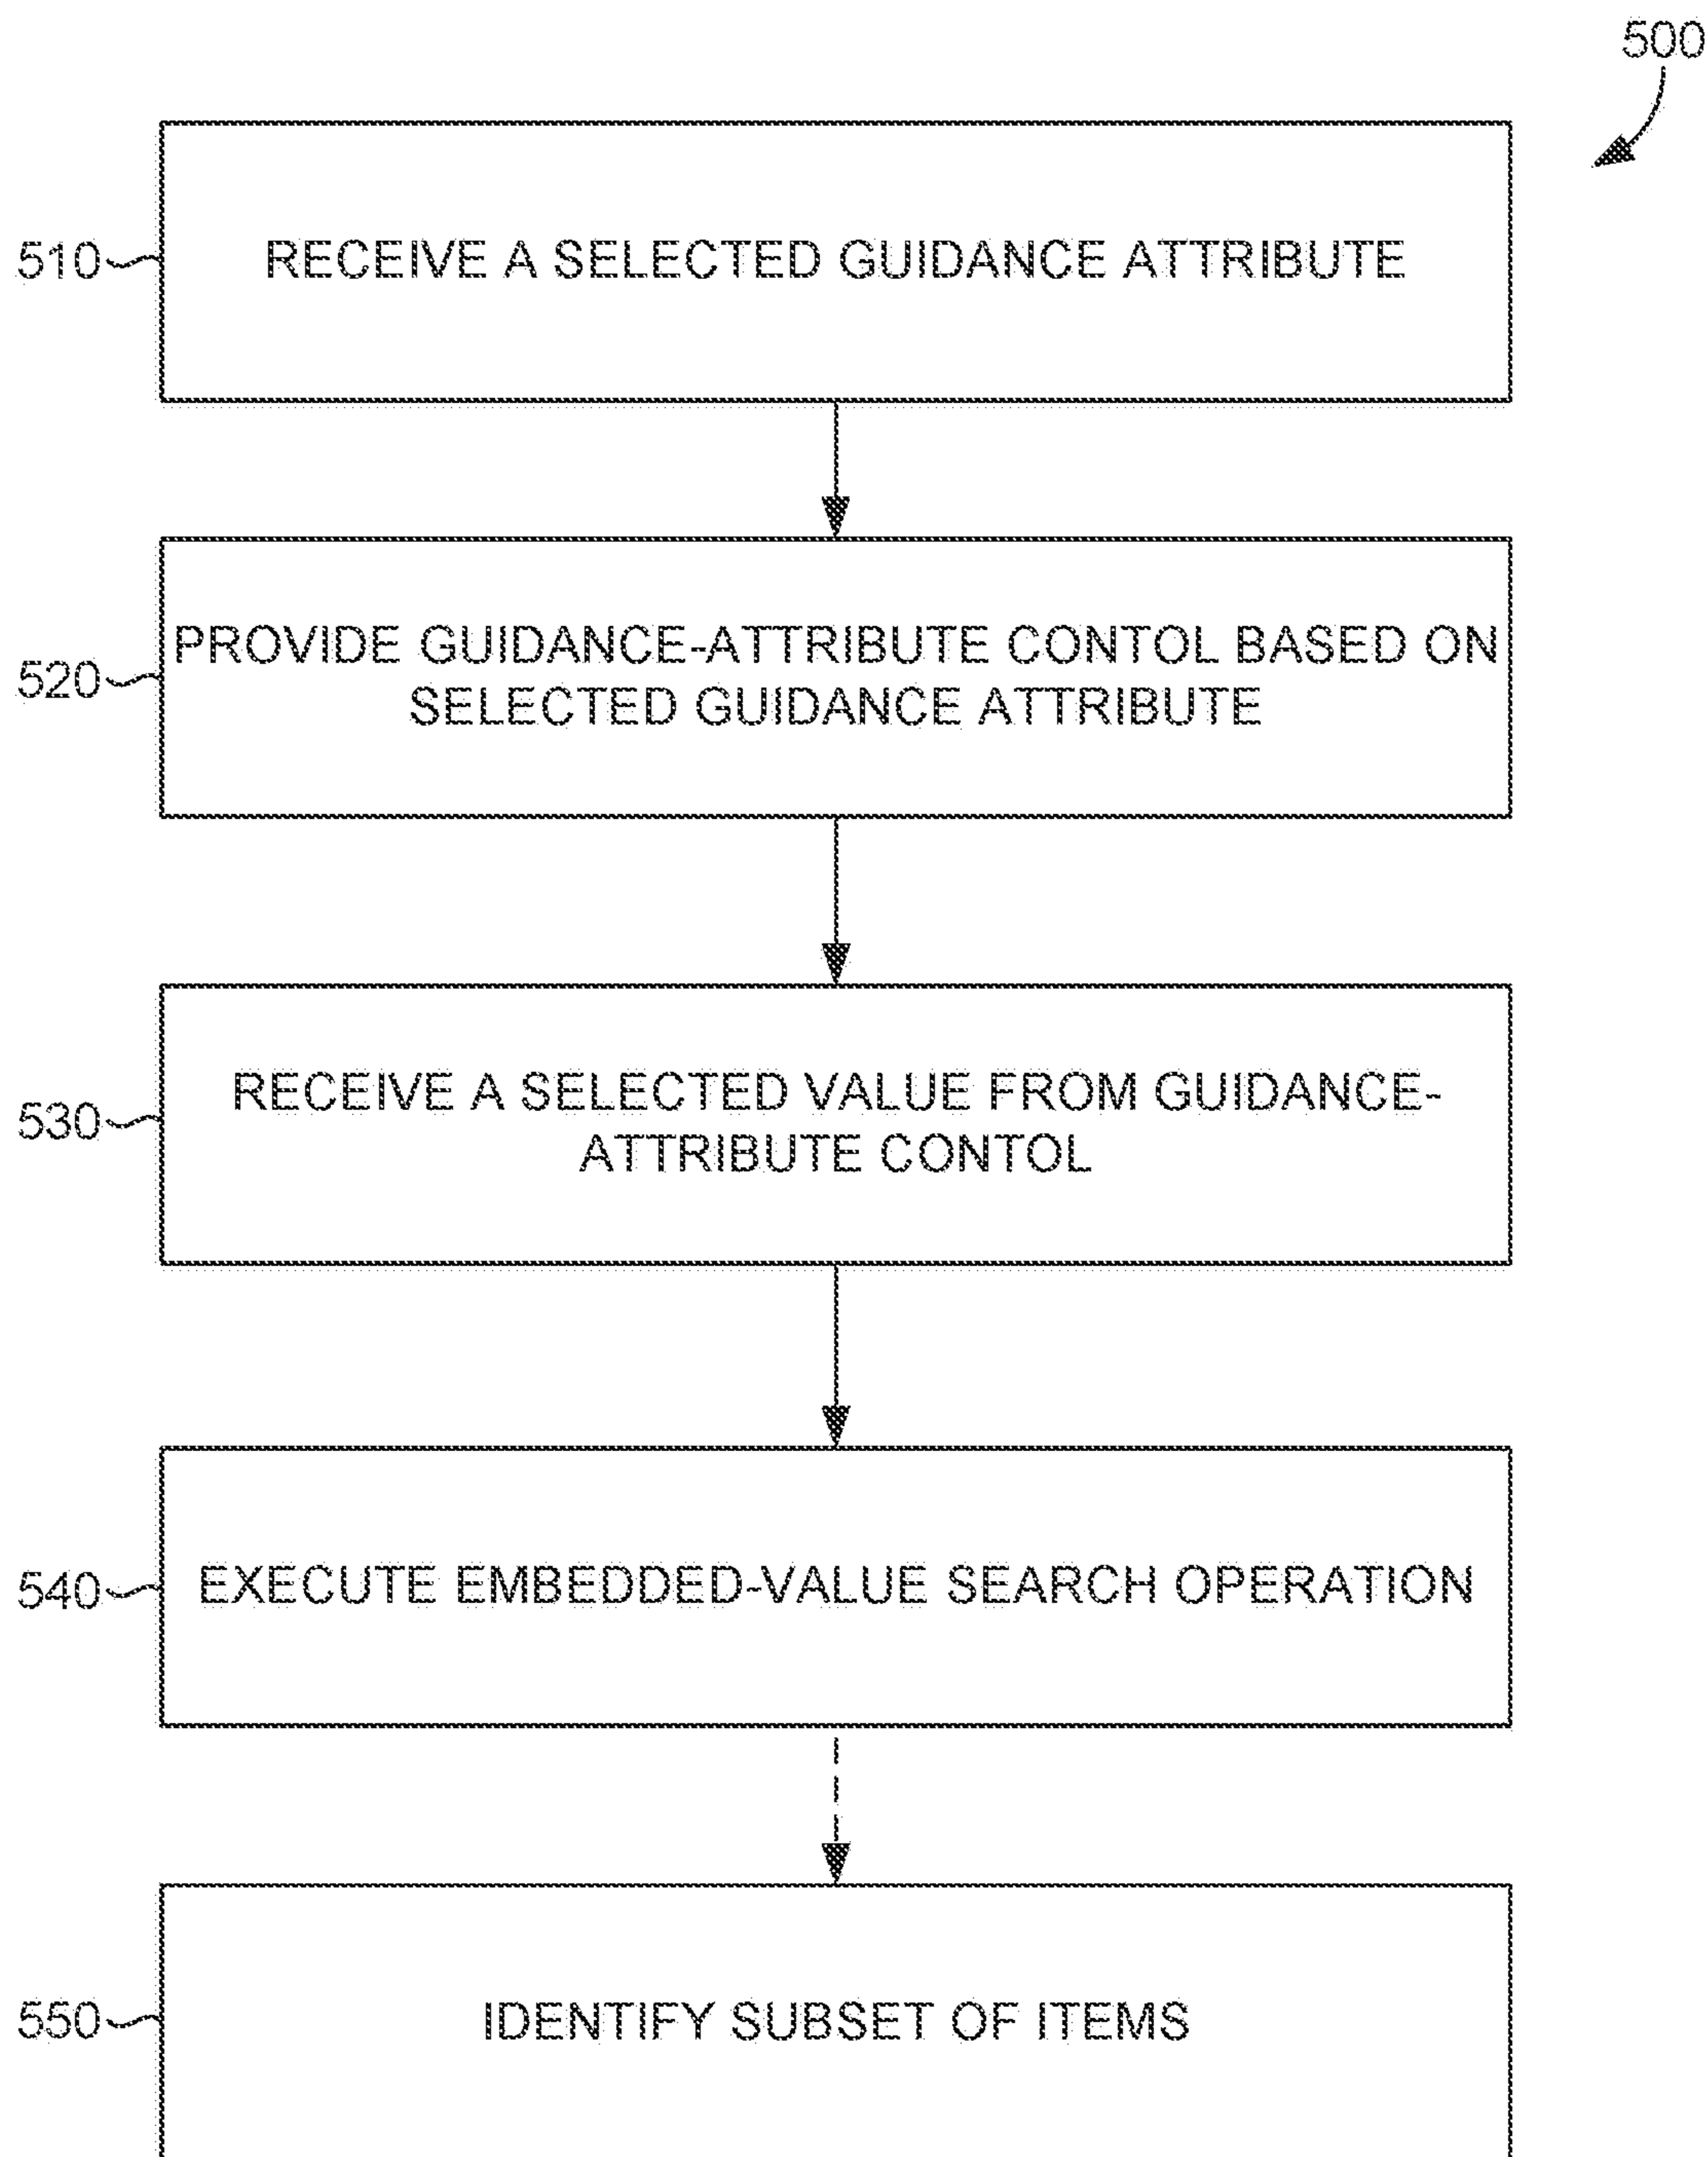 500
510
RECEIVE A SELECTED GUIDANCE ATTRIBUTE
520
PROVIDE GUIDANCE-ATTRIBUTE CONTOL BASED ON
SELECTED GUIDANCE ATTRIBUTE
530
RECEIVE A SELECTED VALUE FROM GUIDANCE-
ATTRIBUTE CONTOL
540
EXECUTE EMBEDDED-VALUE SEARCH OPERATION
550
IDENTIFY SUBSET OF ITEMS